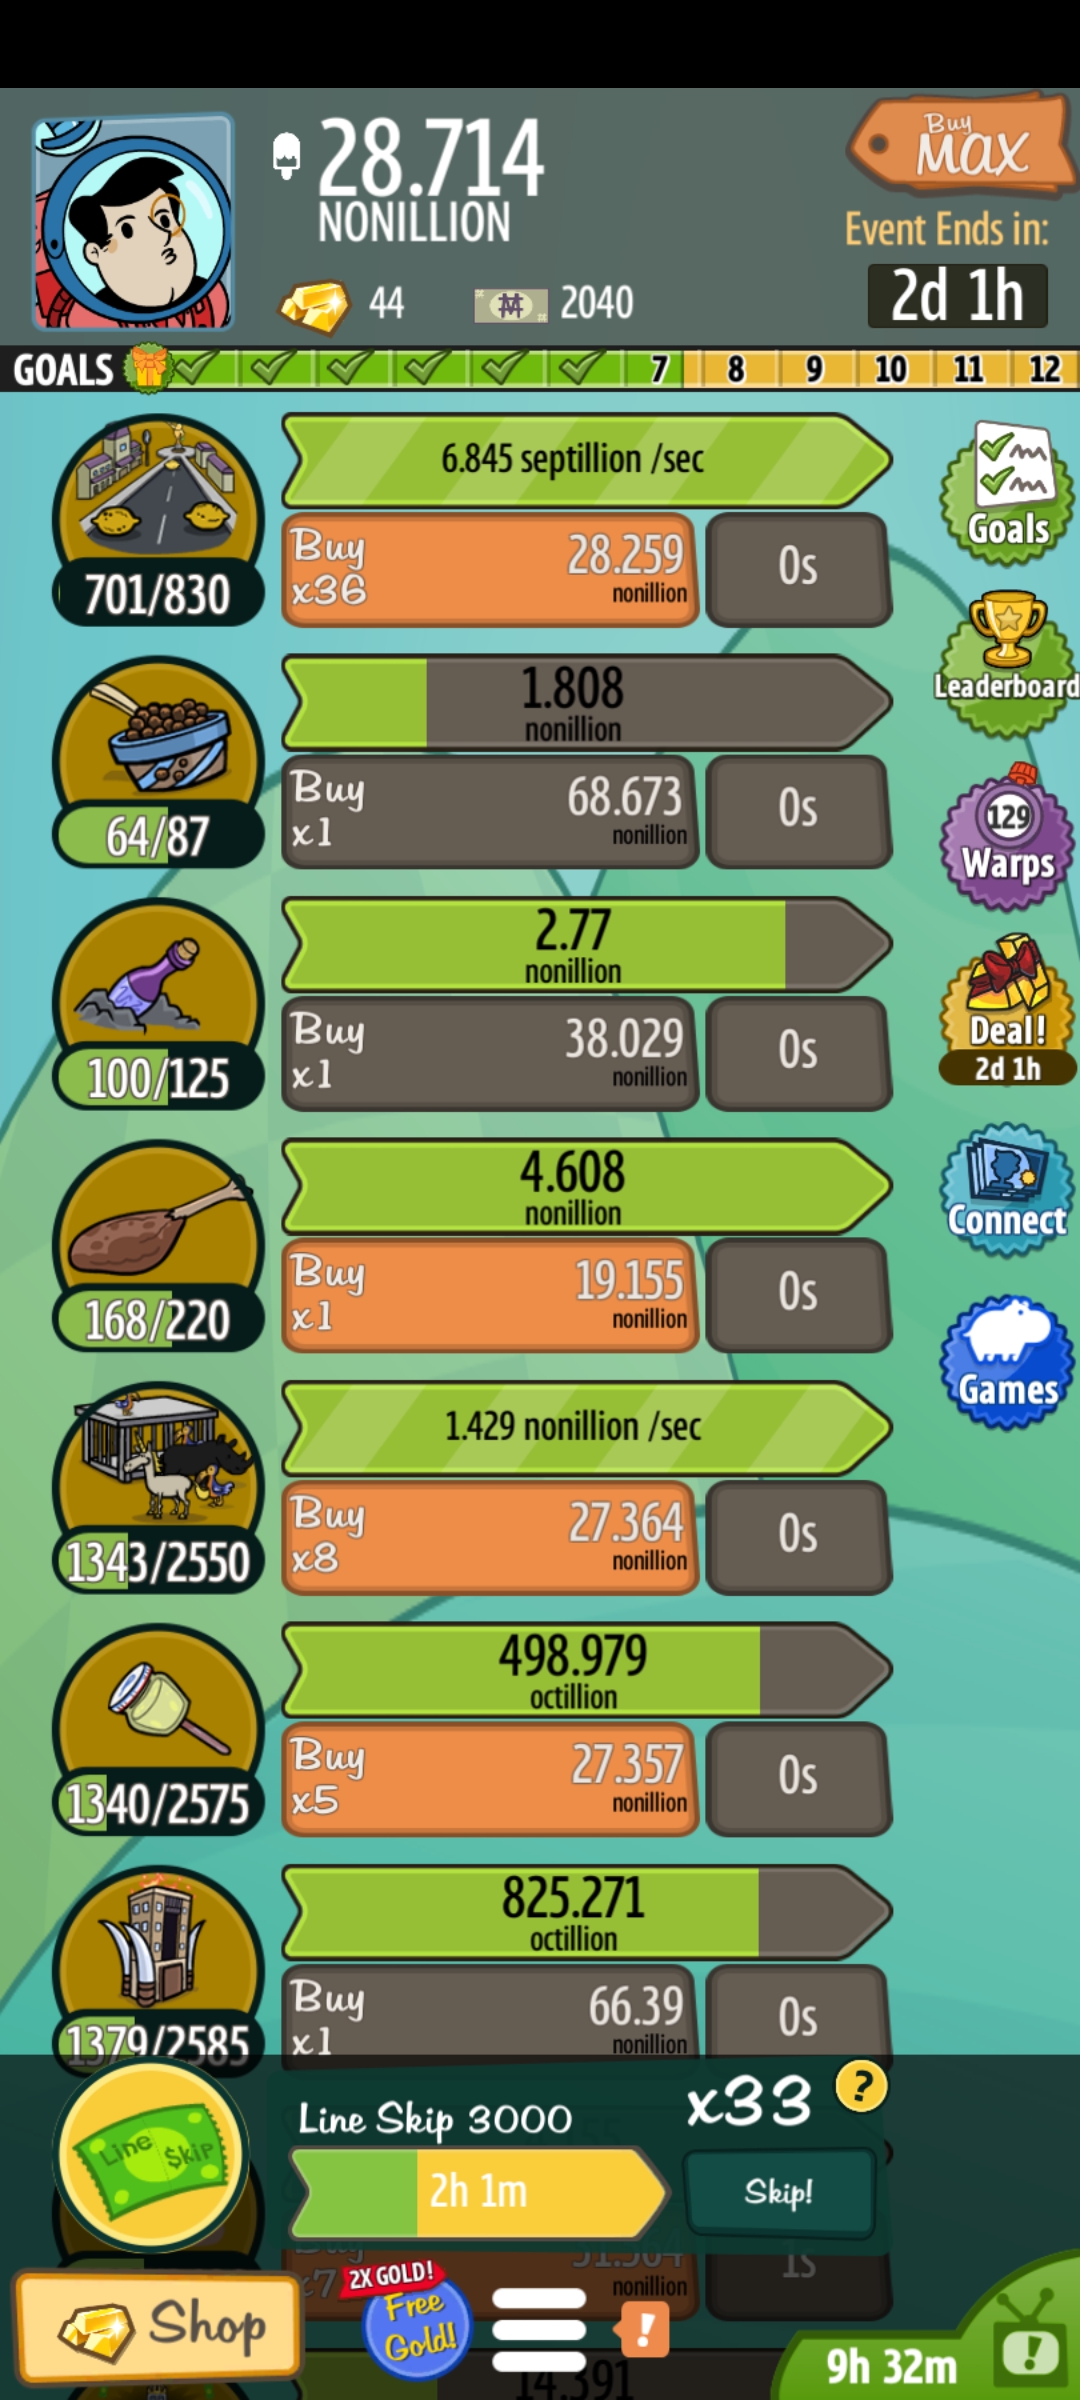 28.714
NONILLION
Buy
MAX
Event Ends in:
2d 1h
44
2040
GOALS
7 8 9 10 11 12
6.845 septillion /sec
Buy
x36
28.259
nonillion
0s
701/830
Goals
Leaderboard
1.808
nonillion
Buy
x1
68.673
nonillion
0s
64/87
129
Warps
2.77
nonillion
Buy
x1
38.029
nonillion
0s
100/125
Deal!
2d 1h
4.608
nonillion
Buy
x1
19.155
nonillion
0s
168/220
Connect
Games
1.429 nonillion /sec
Buy
x8
27.364
nonillion
0s
1343/2550
498.979
octillion
Buy
x5
27.357
nonillion
0s
1340/2575
825.271
octillion
Buy
x1
66.39
nonillion
0s
1379/2585
Line $kip
Line Skip 3000
x33
?
2h 1m
Skip!
Buy
x7
nonillion
1s
Shop
2X GOLD!
Free
Gold!
!
14.391
9h 32m
!